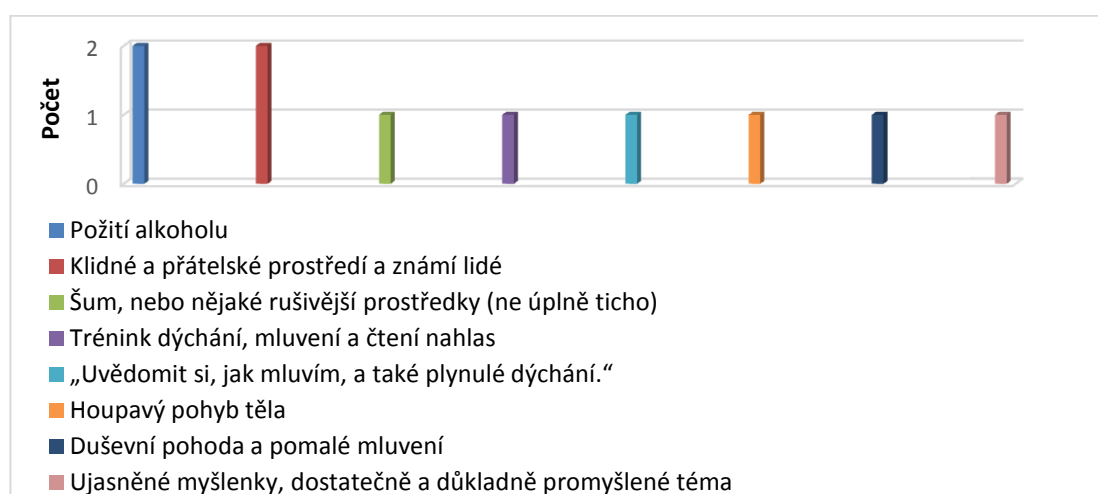 2
1
0
Počet
Požití alkoholu
Klidné a přátelské prostředí a známí lidé
Šum, nebo nějaké rušivější prostředky (ne úplně ticho)
Trénink dýchání, mluvení a čtení nahlas
„Uvědomit si, jak mluvím, a také plynulé dýchání.“
Houpavý pohyb těla
Duševní pohoda a pomalé mluvení
Ujasněné myšlenky, dostatečně a důkladně promyšlené téma